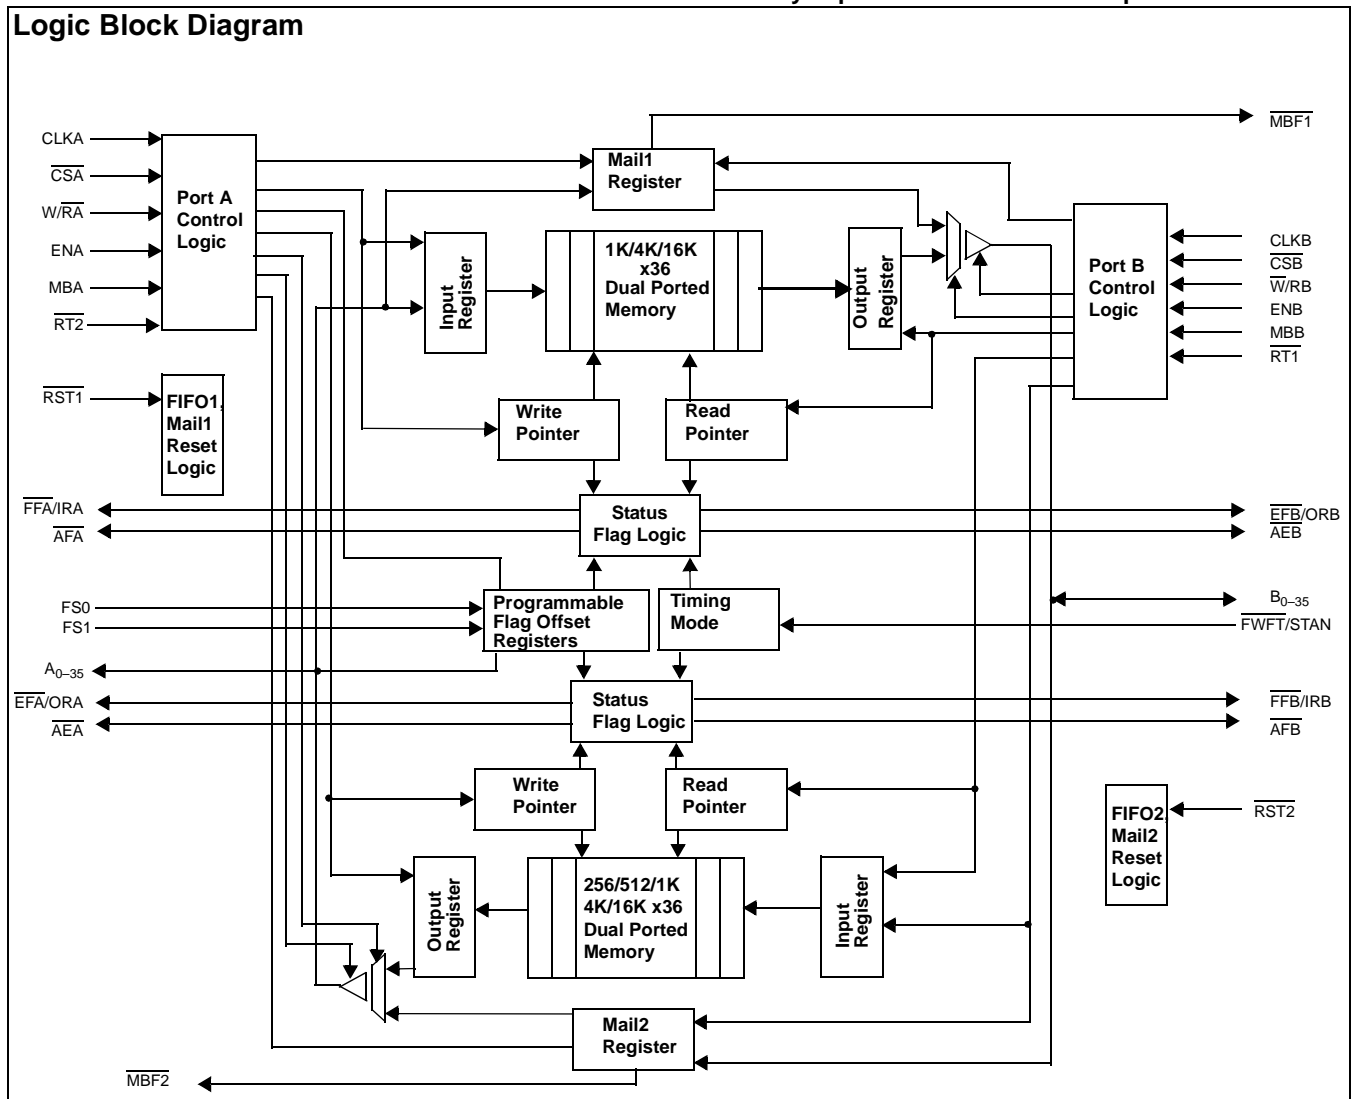 Logic Block Diagram
MBF1
CLKA
CSA
W/RA
ENA
MBA
RT2
Port A
Control
Logic
Mail1
Register
Input
Register
1K/4K/16K
x36
Dual Ported
Memory
Output
Register
Port B
Control
Logic
CLKB
CSB
W/RB
ENB
MBB
RT1
RST1
FIFO1,
Mail1
Reset
Logic
Write
Pointer
Read
Pointer
FFA/IRA
AFA
Status
Flag Logic
EFB/ORB
AEB
FS0
FS1
Programmable
Flag Offset
Registers
Timing
Mode
B0–35
FWFT/STAN
A0–35
EFA/ORA
AEA
Status
Flag Logic
FFB/IRB
AFB
Write
Pointer
Read
Pointer
FIFO2,
Mail2
Reset
Logic
RST2
Output
Register
256/512/1K
4K/16K x36
Dual Ported
Memory
Input
Register
Mail2
Register
MBF2